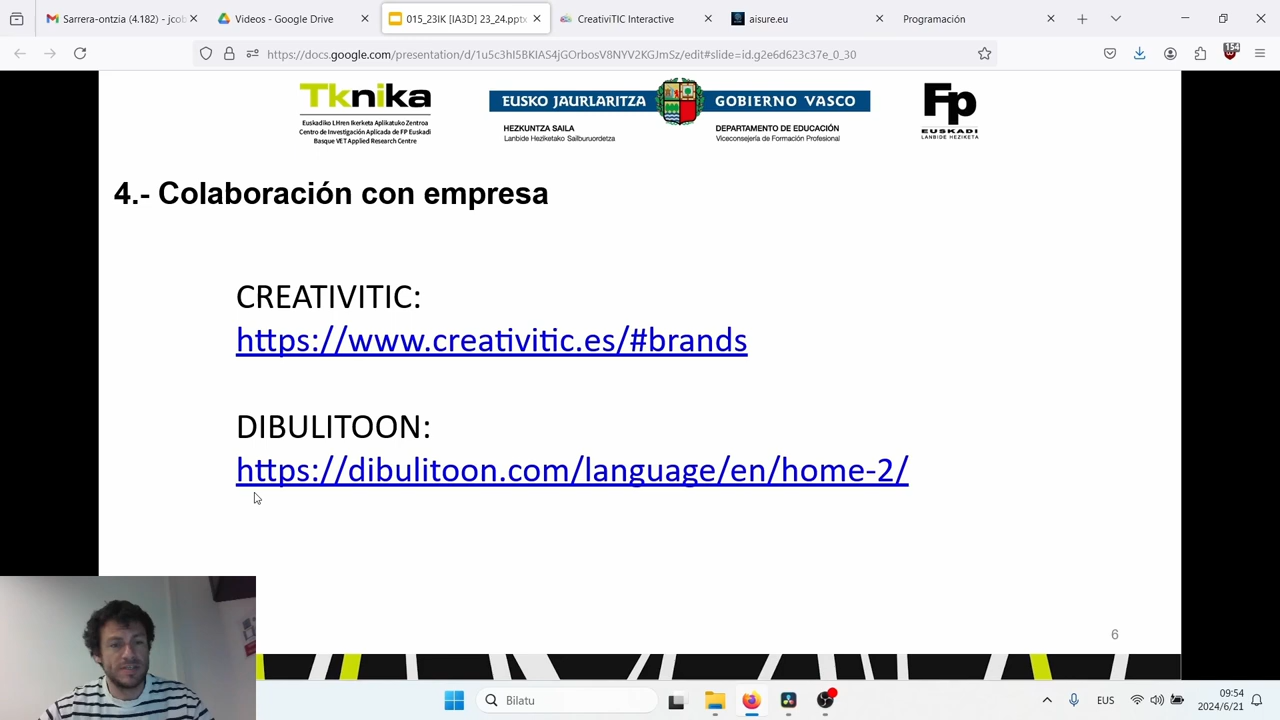 Sarrera-ontzia (4.182) - jcob
Videos - Google Drive
015_23IK [IA3D] 23_24.pptx
CreativiTIC Interactive
aisure.eu
Programación
https://docs.google.com/presentation/d/1u5c3hI5BKIAS4jGOrbosV8NYV2KGJmSz/edit#slide=id.g2e6d623c37e_0_30
154
Tknika
Euskadiko LHren Ikerketa Aplikatuko Zentroa
Centro de Investigación Aplicada de FP Euskadi
Basque VET Applied Research Centre
EUSKO JAURLARITZA
GOBIERNO VASCO
HEZKUNTZA SAILA
Lanbide Heziketako Sailburuordetza
DEPARTAMENTO DE EDUCACIÓN
Viceconsejería de Formación Profesional
Fp
EUSKADI
LANBIDE HEZIKETA
4.- Colaboración con empresa
CREATIVITIC:
https://www.creativitic.es/#brands
DIBULITOON:
https://dibulitoon.com/language/en/home-2/
6
Bilatu
EUS
09:54
2024/6/21